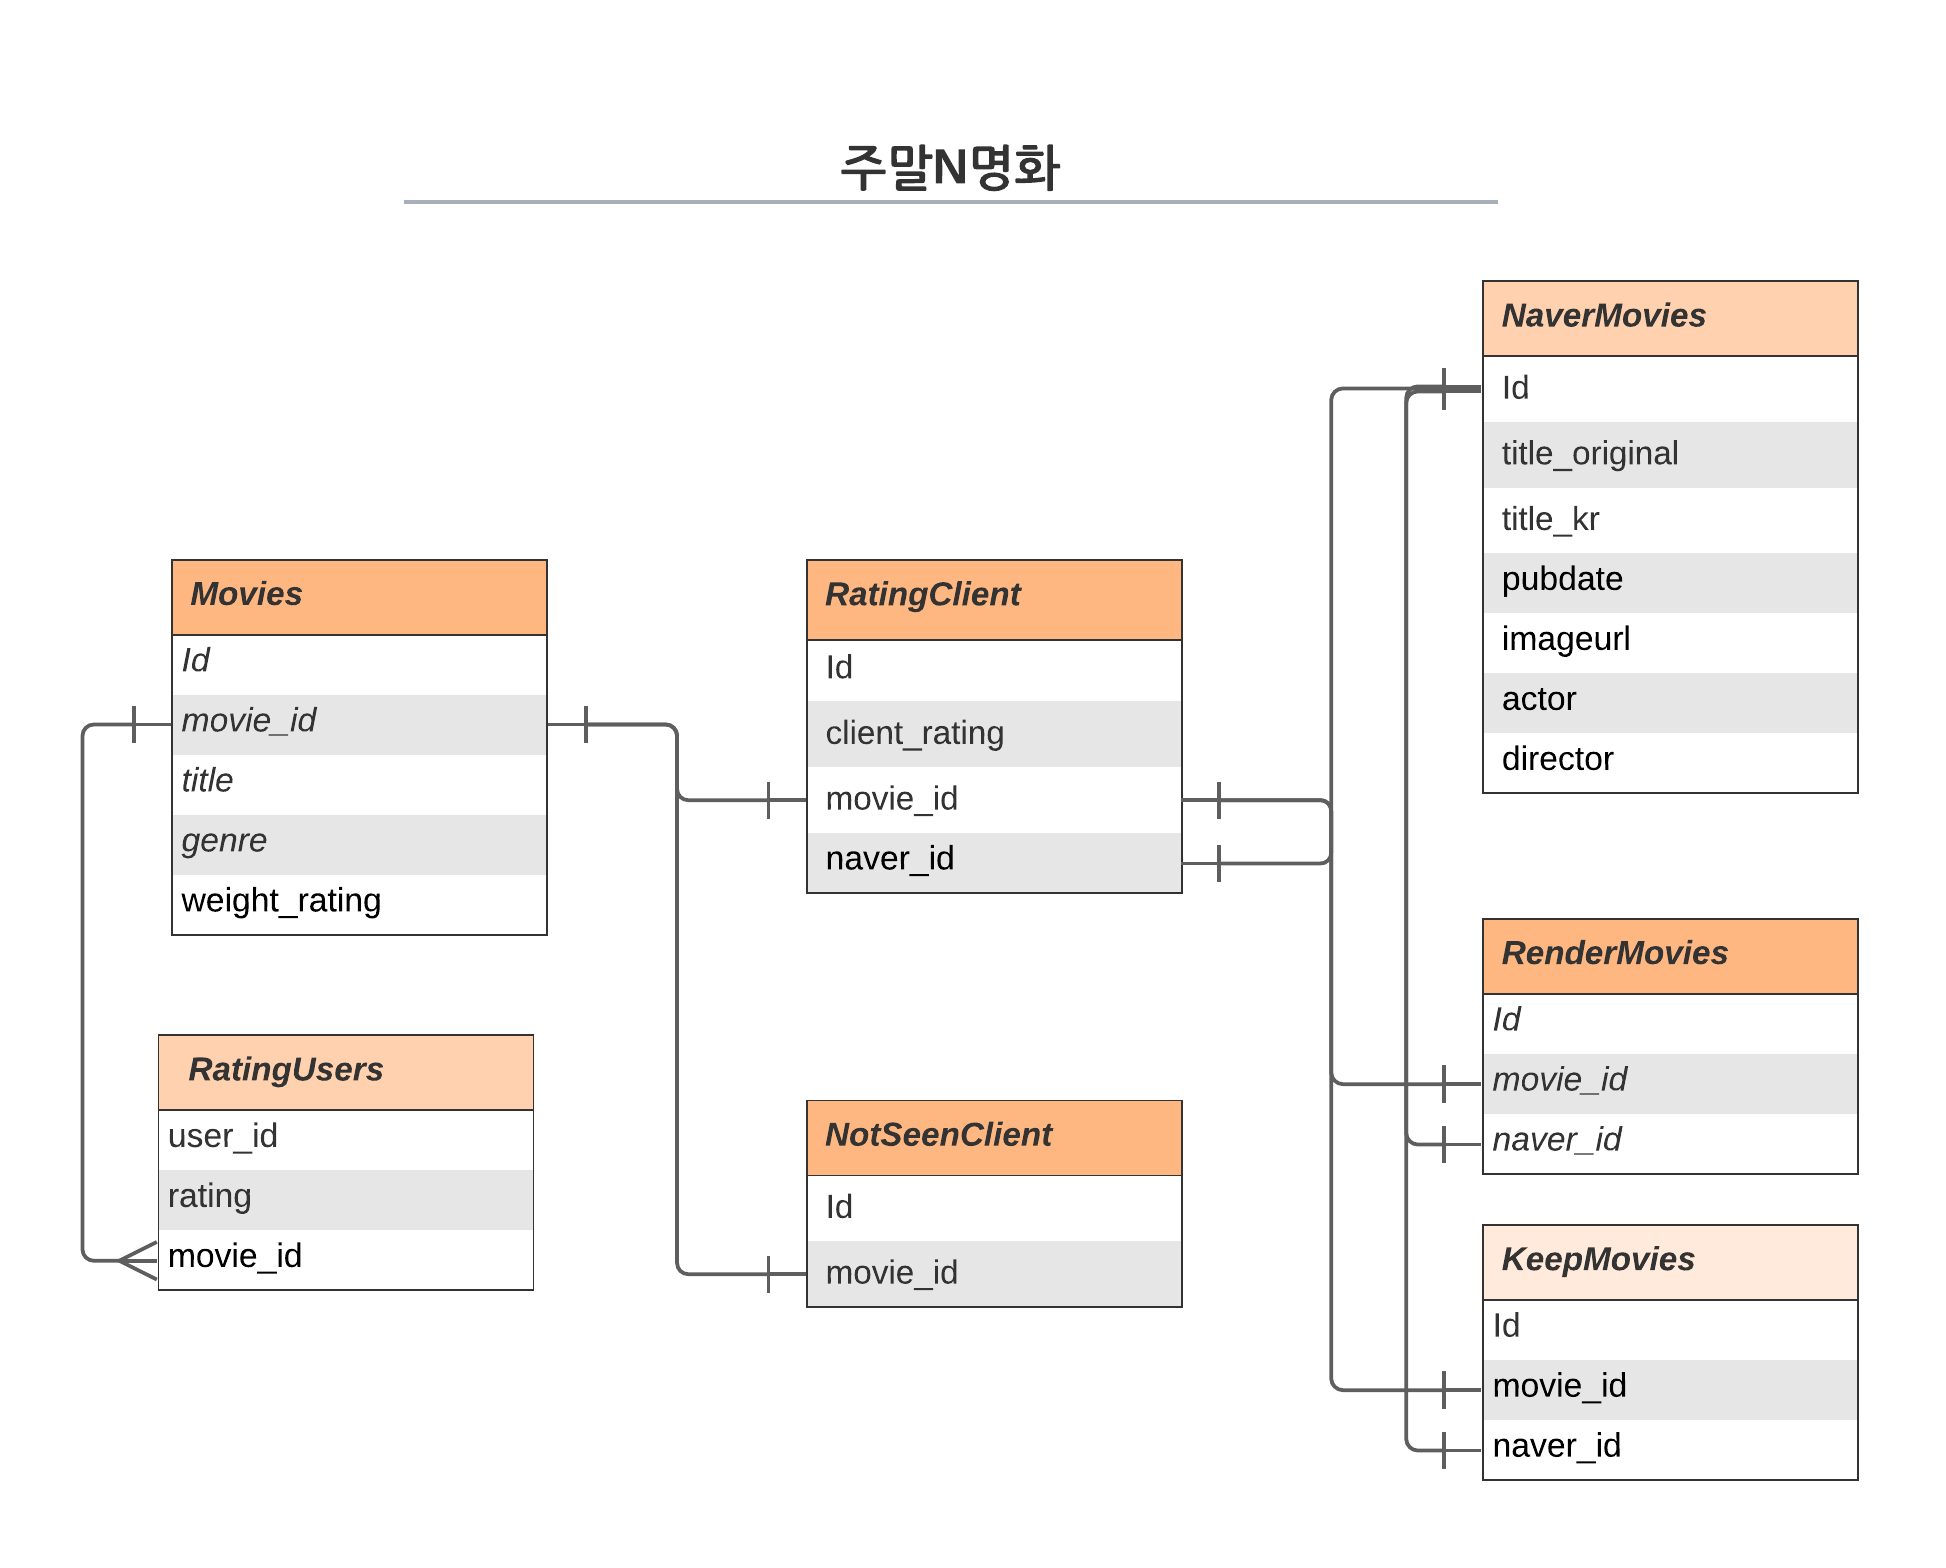 주말N명화
Movies
Id
movie_id
title
genre
weight_rating
RatingUsers
user_id
rating
movie_id
RatingClient
Id
client_rating
movie_id
naver_id
NotSeenClient
Id
movie_id
NaverMovies
Id
title_original
title_kr
pubdate
imageurl
actor
director
RenderMovies
Id
movie_id
naver_id
KeepMovies
Id
movie_id
naver_id